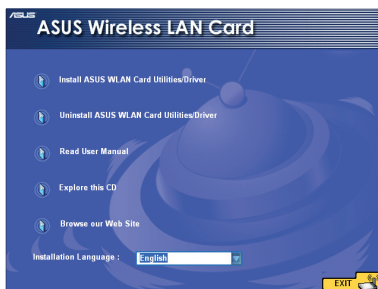 ASUS
ASUS Wireless LAN Card
Install ASUS WLAN Card Utilities/Driver
Uninstall ASUS WLAN Card Utilities/Driver
Read User Manual
Explore this CD
Browse our Web Site
Installation Language : English
EXIT